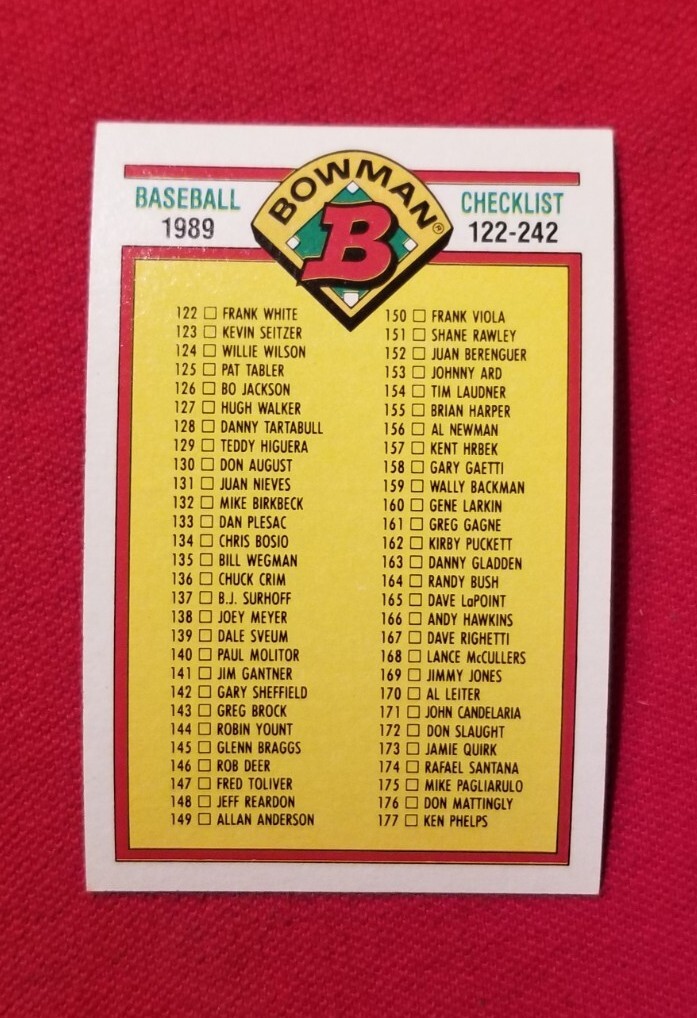 BOWMAN®
B
BASEBALL
1989
CHECKLIST
122-242
122 FRANK WHITE
123 KEVIN SEITZER
124 WILLIE WILSON
125 PAT TABLER
126 BO JACKSON
127 HUGH WALKER
128 DANNY TARTABULL
129 TEDDY HIGUERA
130 DON AUGUST
131 JUAN NIEVES
132 MIKE BIRKBECK
133 DAN PLESAC
134 CHRIS BOSIO
135 BILL WEGMAN
136 CHUCK CRIM
137 B.J. SURHOFF
138 JOEY MEYER
139 DALE SVEUM
140 PAUL MOLITOR
141 JIM GANTNER
142 GARY SHEFFIELD
143 GREG BROCK
144 ROBIN YOUNT
145 GLENN BRAGGS
146 ROB DEER
147 FRED TOLIVER
148 JEFF REARDON
149 ALLAN ANDERSON
150 FRANK VIOLA
151 SHANE RAWLEY
152 JUAN BERENGUER
153 JOHNNY ARD
154 TIM LAUDNER
155 BRIAN HARPER
156 AL NEWMAN
157 KENT HRBEK
158 GARY GAETTI
159 WALLY BACKMAN
160 GENE LARKIN
161 GREG GAGNE
162 KIRBY PUCKETT
163 DANNY GLADDEN
164 RANDY BUSH
165 DAVE LaPOINT
166 ANDY HAWKINS
167 DAVE RIGHETTI
168 LANCE McCULLERS
169 JIMMY JONES
170 AL LEITER
171 JOHN CANDELARIA
172 DON SLAUGHT
173 JAMIE QUIRK
174 RAFAEL SANTANA
175 MIKE PAGLIARULO
176 DON MATTINGLY
177 KEN PHELPS